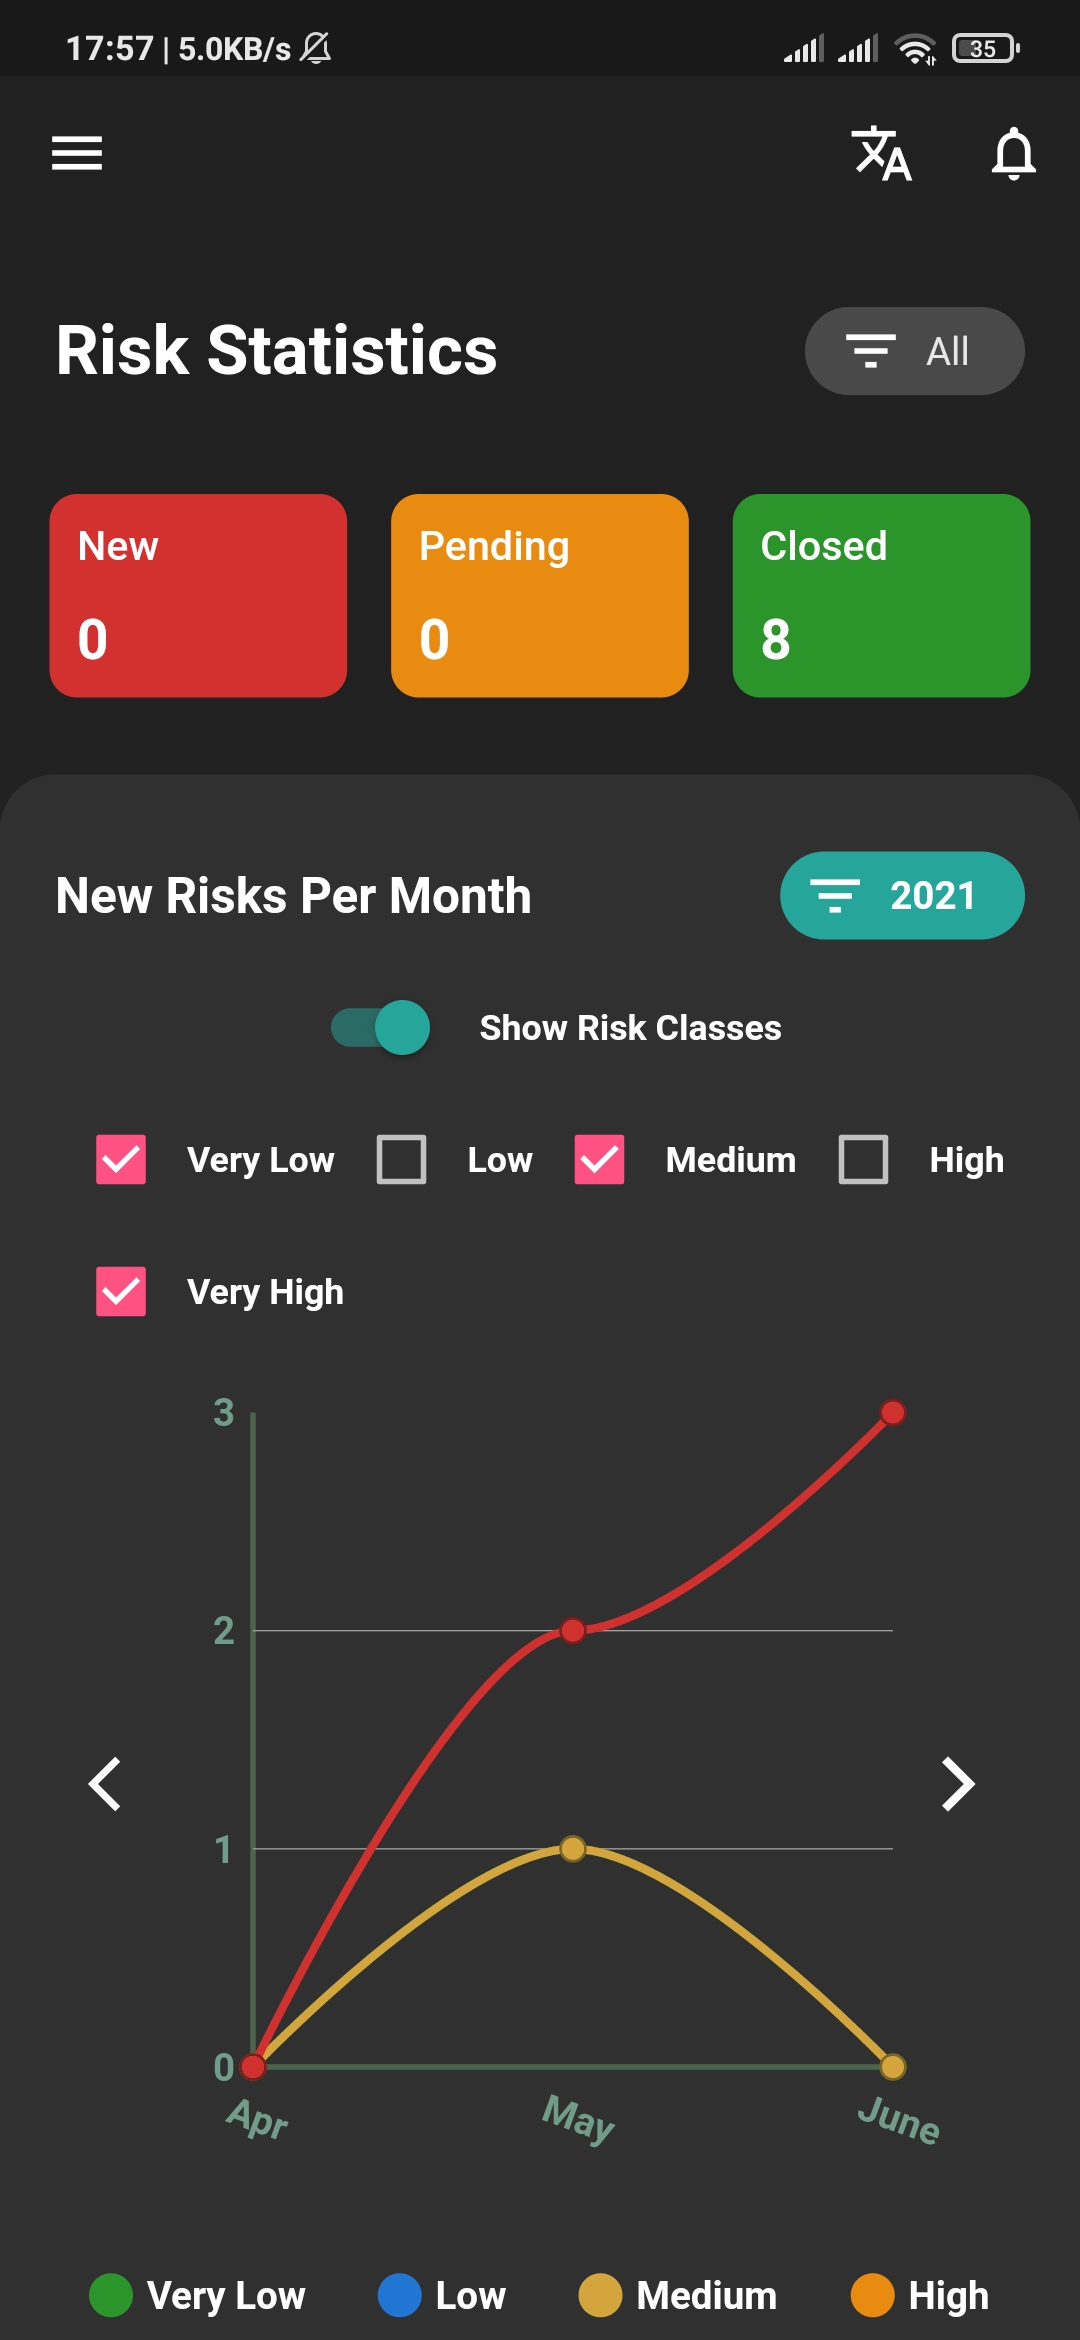 17:57 | 5.0KB/s 35
Risk Statistics All
New Pending Closed
0 0 8
New Risks Per Month 2021
Show Risk Classes
Very Low Low Medium High
Very High
3
2
1
0
Apr May June
Very Low Low Medium High